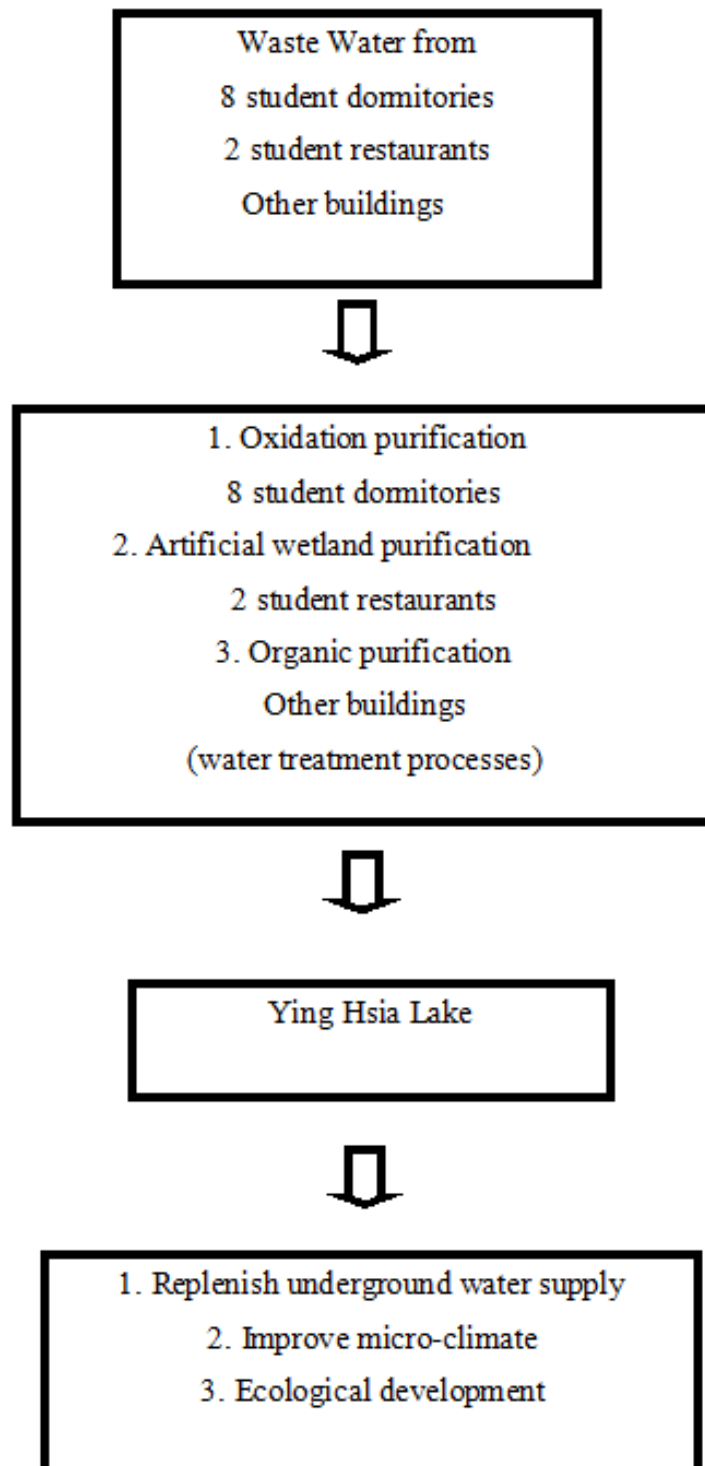 Waste Water from
8 student dormitories
2 student restaurants
Other buildings
1. Oxidation purification
8 student dormitories
2. Artificial wetland purification
2 student restaurants
3. Organic purification
Other buildings
(water treatment processes)
Ying Hsia Lake
1. Replenish underground water supply
2. Improve micro-climate
3. Ecological development